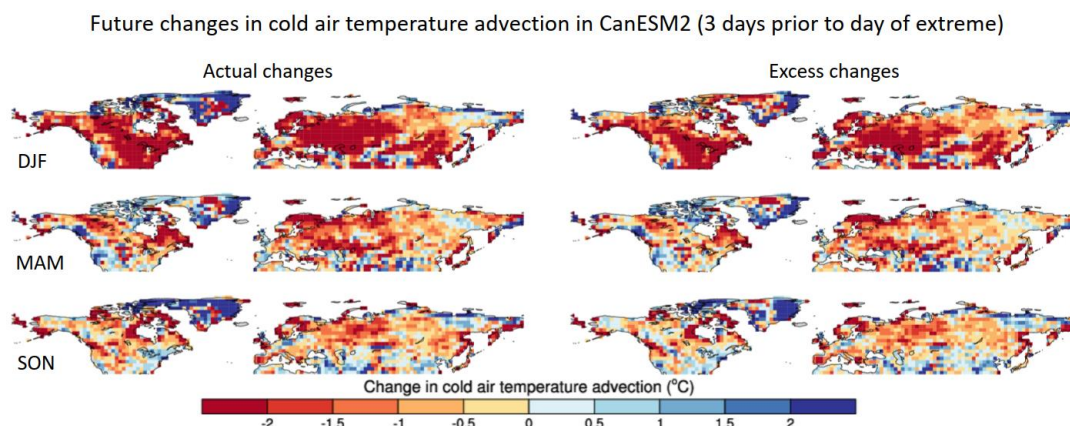 Future changes in cold air temperature advection in CanESM2 (3 days prior to day of extreme)
Actual changes
Excess changes
DJF
MAM
SON
Change in cold air temperature advection (°C)
-2 -1.5 -1 -0.5 0 0.5 1 1.5 2